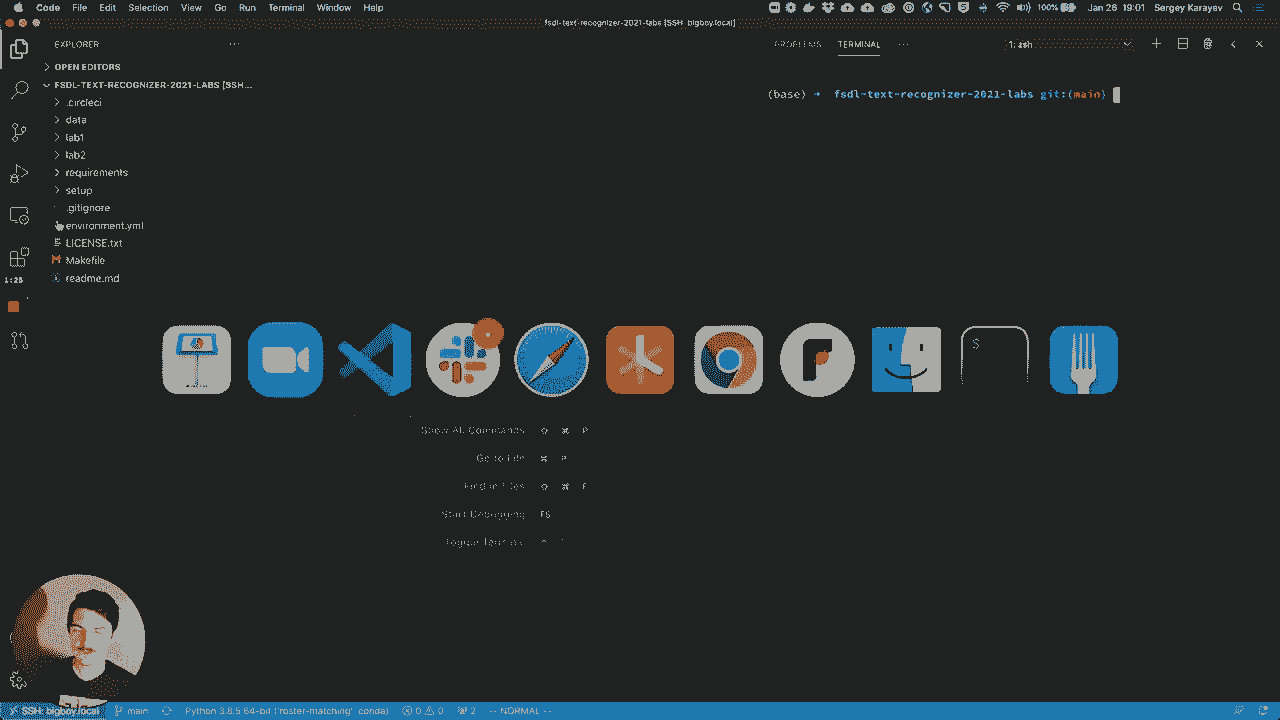 Code File Edit Selection View Go Run Terminal Window Help 100% Jan 26 19:01 Sergey Karayev
fsdl-text-recognizer-2021-labs [SSH: bigboy.local]
EXPLORER ···
PROBLEMS TERMINAL ··· 1: zsh
OPEN EDITORS
FSDL-TEXT-RECOGNIZER-2021-LABS [SSH...
(base) → fsdl-text-recognizer-2021-labs git:(main)
.circleci
data
lab1
lab2
requirements
setup
.gitignore
environment.yml
LICENSE.txt
Makefile
readme.md
1:25
$
Show All Commands ⇧ ⌘ P
Go to File ⌘ P
Find in Files ⇧ ⌘ F
Start Debugging F5
Toggle Terminal ⌃ `
SSH: bigboy.local main Python 3.8.5 64-bit ('roster-matching': conda) 0 0 2 -- NORMAL --